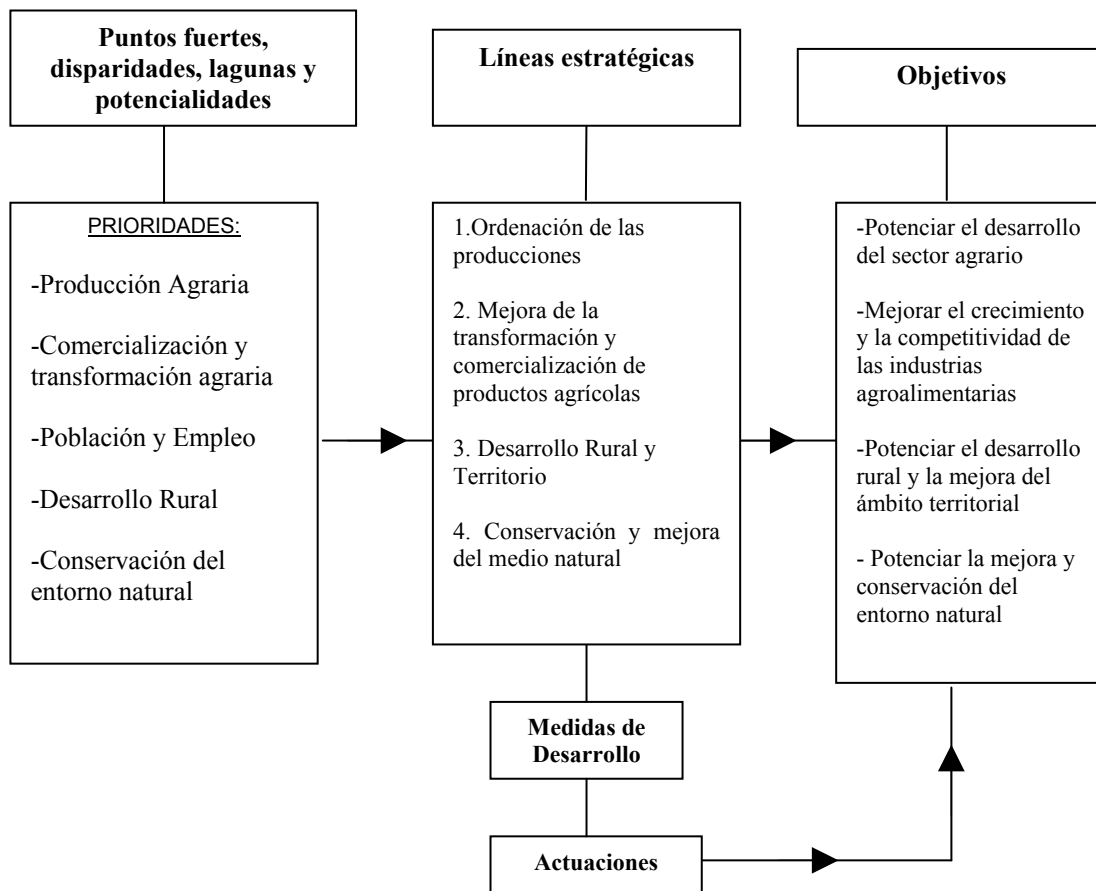 Puntos fuertes,
disparidades, lagunas y
potencialidades
PRIORIDADES:
-Producción Agraria
-Comercialización y
transformación agraria
-Población y Empleo
-Desarrollo Rural
-Conservación del
entorno natural
Líneas estratégicas
1.Ordenación de las
producciones
2. Mejora de la
transformación y
comercialización de
productos agrícolas
3. Desarrollo Rural y
Territorio
4. Conservación y mejora
del medio natural
Medidas de
Desarrollo
Actuaciones
Objetivos
-Potenciar el desarrollo
del sector agrario
-Mejorar el crecimiento
y la competitividad de
las industrias
agroalimentarias
-Potenciar el desarrollo
rural y la mejora del
ámbito territorial
- Potenciar la mejora y
conservación del
entorno natural